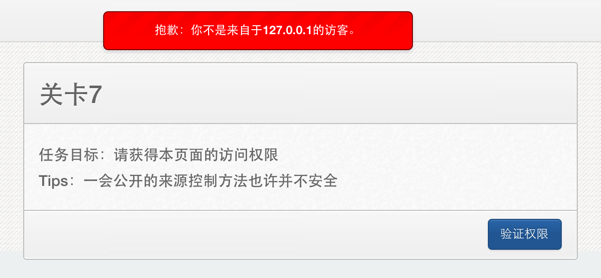 抱歉：你不是来自于127.0.0.1的访客。
关卡7
任务目标：请获得本页面的访问权限
Tips：一会公开的来源控制方法也许并不安全
验证权限